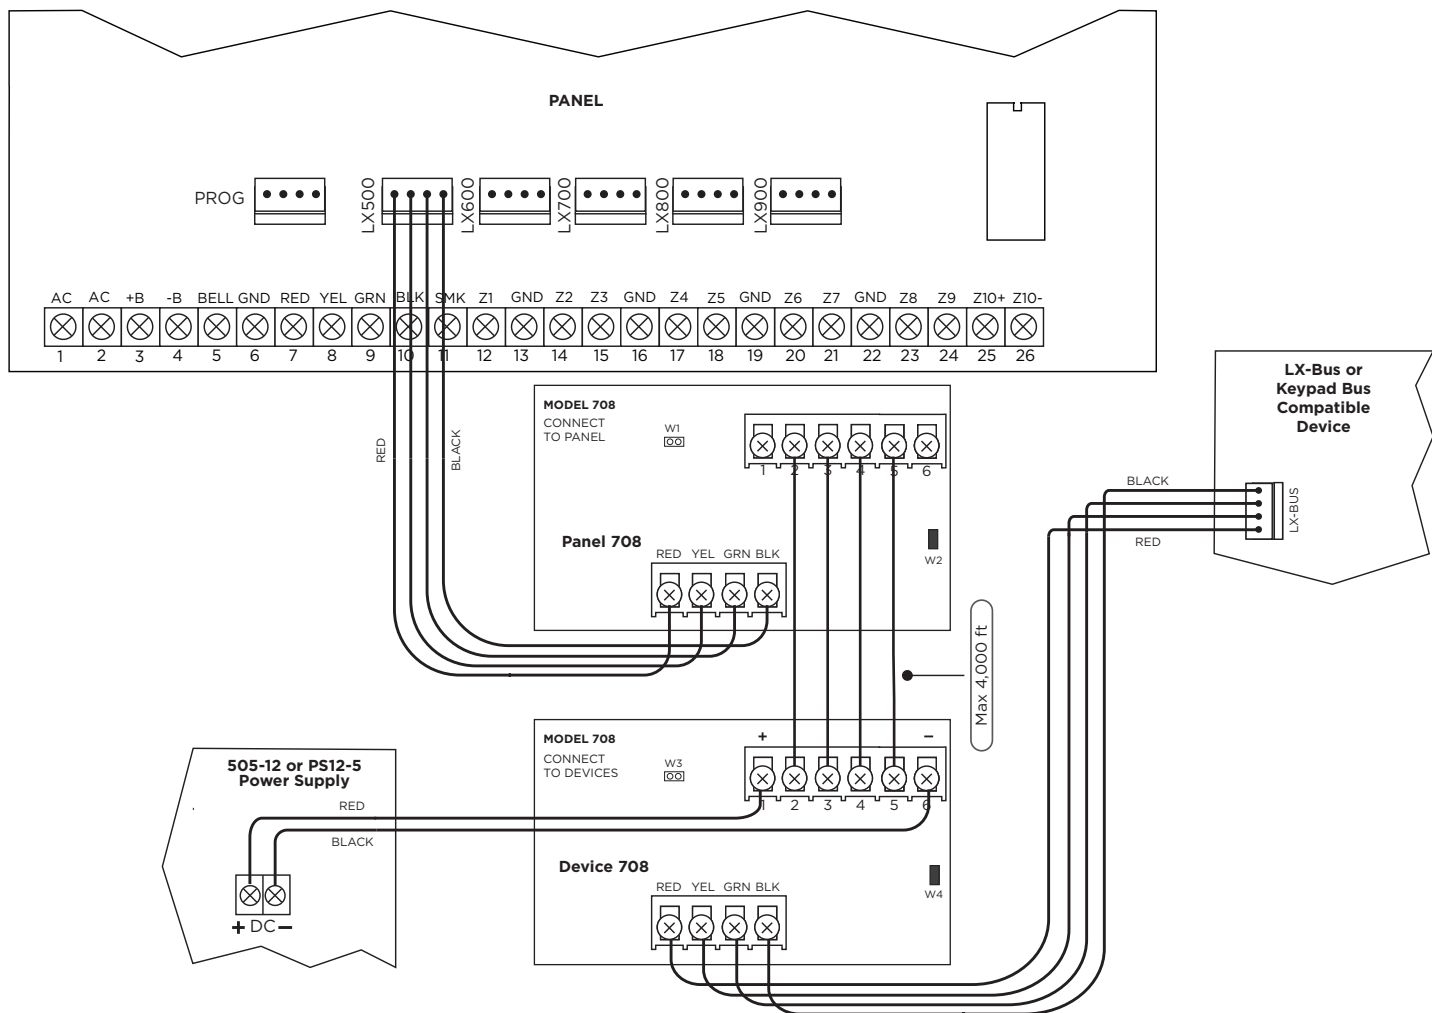 PANEL
PROG
LX500
LX600
LX700
LX800
LX900
AC AC +B -B BELL GND RED YEL GRN BLK SMK Z1 GND Z2 Z3 GND Z4 Z5 GND Z6 Z7 GND Z8 Z9 Z10+ Z10-
1 2 3 4 5 6 7 8 9 10 11 12 13 14 15 16 17 18 19 20 21 22 23 24 25 26
RED
BLACK
MODEL 708
CONNECT
TO PANEL
W1
1 2 3 4 5 6
Panel 708
RED YEL GRN BLK
W2
LX-Bus or
Keypad Bus
Compatible
Device
BLACK
RED
LX-BUS
Max 4,000 ft
MODEL 708
CONNECT
TO DEVICES
W3
+ −
1 2 3 4 5 6
Device 708
RED YEL GRN BLK
W4
505-12 or PS12-5
Power Supply
RED
BLACK
+ DC −